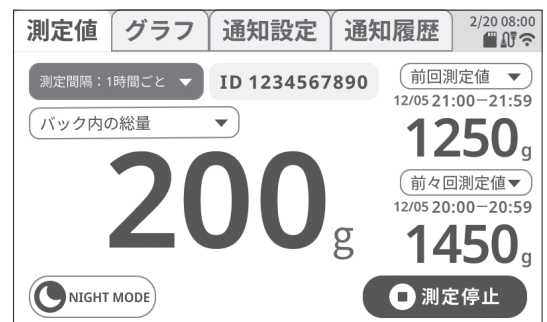 測定値 グラフ 通知設定 通知履歴 2/20 08:00
測定間隔：1時間ごと ID 1234567890
バック内の総量
200g
前回測定値
12/05 21:00−21:59
1250g
前々回測定値
12/05 20:00−20:59
1450g
NIGHT MODE
測定停止